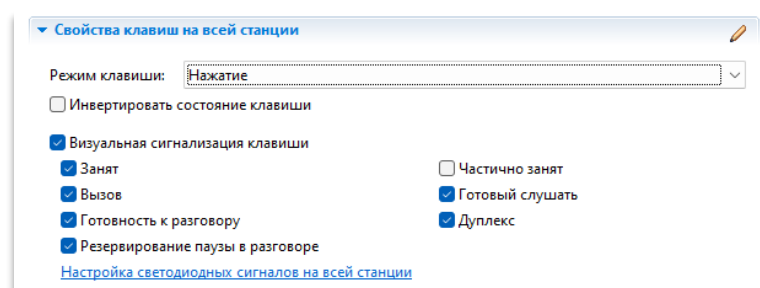 Свойства клавиш на всей станции
Режим клавиши: Нажатие
Инвертировать состояние клавиши
Визуальная сигнализация клавиши
Занят Частично занят
Вызов Готовый слушать
Готовность к разговору Дуплекс
Резервирование паузы в разговоре
Настройка светодиодных сигналов на всей станции